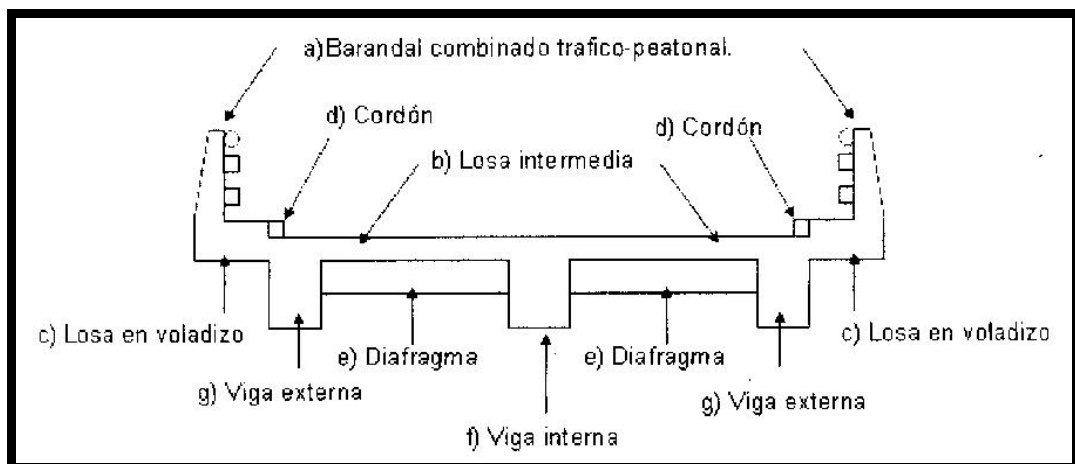 a)Barandal combinado trafico-peatonal.
d) Cordón
d) Cordón
b) Losa intermedia
c) Losa en voladizo
c) Losa en voladizo
e) Diafragma
e) Diafragma
g) Viga externa
g) Viga externa
f) Viga interna